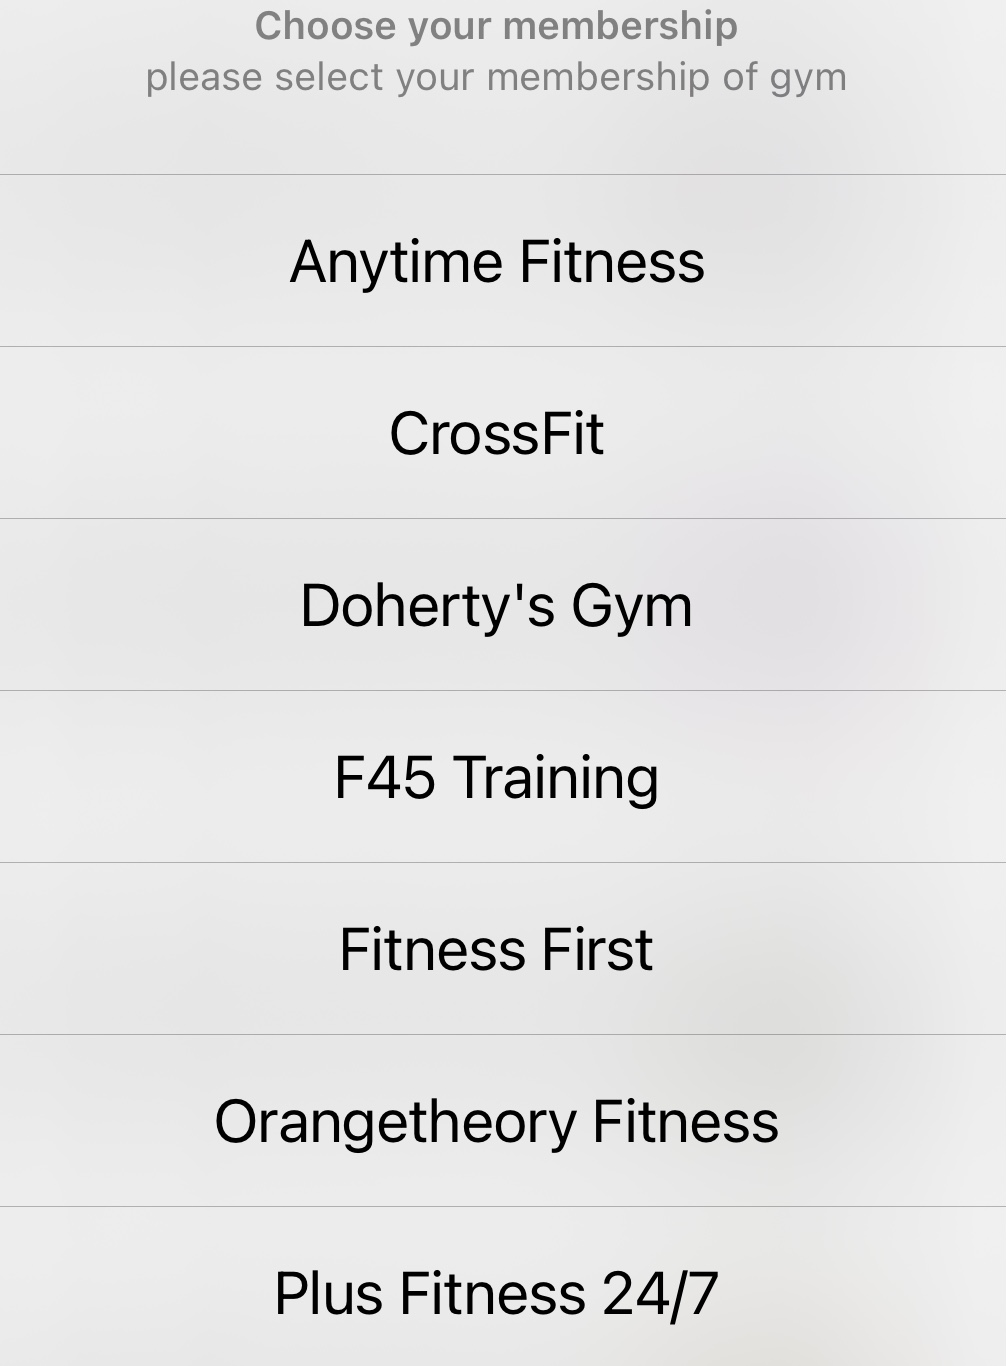 Choose your membership
please select your membership of gym
Anytime Fitness
CrossFit
Doherty's Gym
F45 Training
Fitness First
Orangetheory Fitness
Plus Fitness 24/7